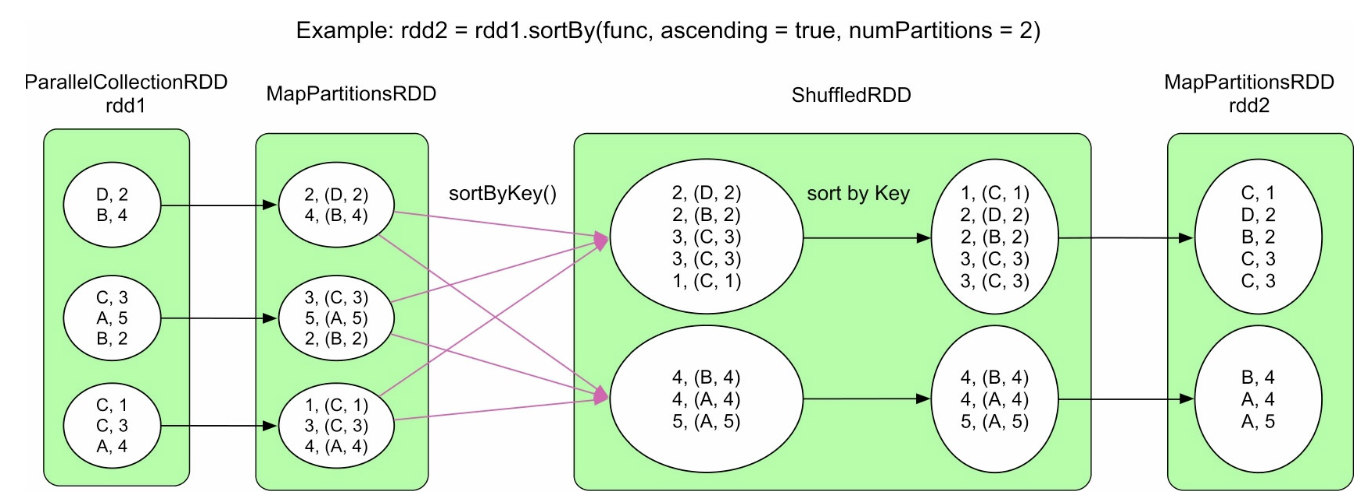 Example: rdd2 = rdd1.sortBy(func, ascending = true, numPartitions = 2)
ParallelCollectionRDD
rdd1
MapPartitionsRDD
ShuffledRDD
MapPartitionsRDD
rdd2
D, 2
B, 4
C, 3
A, 5
B, 2
C, 1
C, 3
A, 4
2, (D, 2)
4, (B, 4)
3, (C, 3)
5, (A, 5)
2, (B, 2)
1, (C, 1)
3, (C, 3)
4, (A, 4)
sortByKey()
2, (D, 2)
2, (B, 2)
3, (C, 3)
3, (C, 3)
1, (C, 1)
4, (B, 4)
4, (A, 4)
5, (A, 5)
sort by Key
1, (C, 1)
2, (D, 2)
2, (B, 2)
3, (C, 3)
3, (C, 3)
4, (B, 4)
4, (A, 4)
5, (A, 5)
C, 1
D, 2
B, 2
C, 3
C, 3
B, 4
A, 4
A, 5